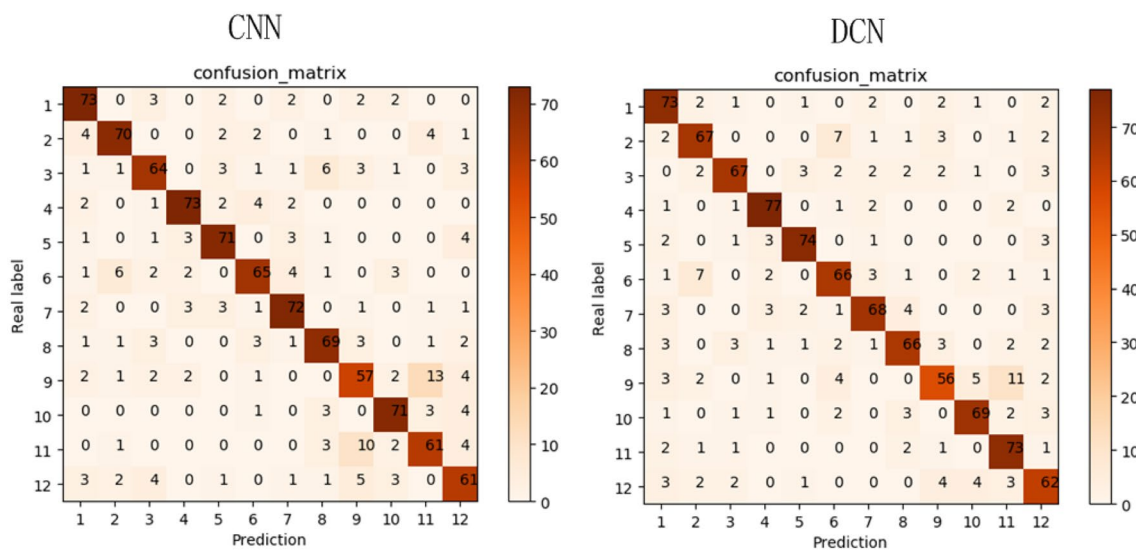 CNN
confusion_matrix
Real label
1 73 0 3 0 2 0 2 0 2 2 0 0
2 4 70 0 0 2 2 0 1 0 0 4 1
3 1 1 64 0 3 1 1 6 3 1 0 3
4 2 0 1 73 2 4 2 0 0 0 0 0
5 1 0 1 3 71 0 3 1 0 0 0 4
6 1 6 2 2 0 65 4 1 0 3 0 0
7 2 0 0 3 3 1 72 0 1 0 1 1
8 1 1 3 0 0 3 1 69 3 0 1 2
9 2 1 2 2 0 1 0 0 57 2 13 4
10 0 0 0 0 0 1 0 3 0 71 3 4
11 0 1 0 0 0 0 0 3 10 2 61 4
12 3 2 4 0 1 0 1 1 5 3 0 61
1 2 3 4 5 6 7 8 9 10 11 12
Prediction
70
60
50
40
30
20
10
0
DCN
confusion_matrix
Real label
1 73 2 1 0 1 0 2 0 2 1 0 2
2 2 67 0 0 0 7 1 1 3 0 1 2
3 0 2 67 0 3 2 2 2 2 1 0 3
4 1 0 1 77 0 1 2 0 0 0 2 0
5 2 0 1 3 74 0 1 0 0 0 0 3
6 1 7 0 2 0 66 3 1 0 2 1 1
7 3 0 0 3 2 1 68 4 0 0 0 3
8 3 0 3 1 1 2 1 66 3 0 2 2
9 3 2 0 1 0 4 0 0 56 5 11 2
10 1 0 1 1 0 2 0 3 0 69 2 3
11 2 1 1 0 0 0 0 2 1 0 73 1
12 3 2 2 0 1 0 0 0 4 4 3 62
1 2 3 4 5 6 7 8 9 10 11 12
Prediction
70
60
50
40
30
20
10
0